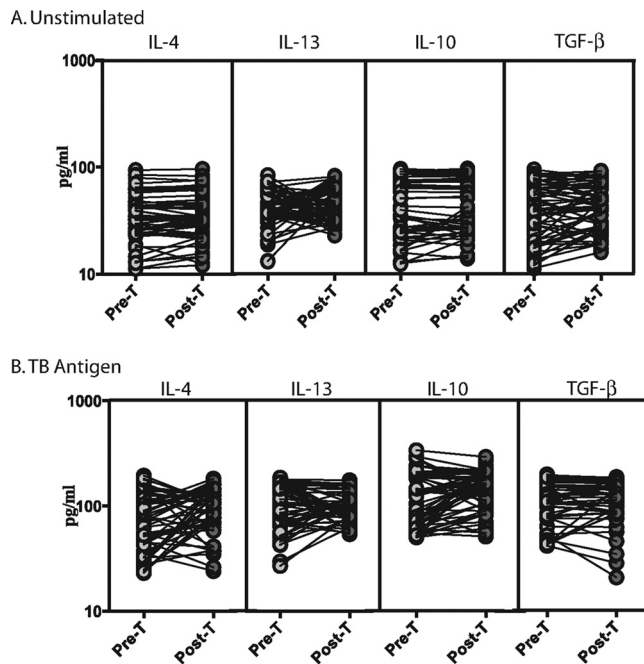 A. Unstimulated
IL-4 IL-13 IL-10 TGF-β
1000
100
10
pg/ml
Pre-T Post-T Pre-T Post-T Pre-T Post-T Pre-T Post-T
B. TB Antigen
IL-4 IL-13 IL-10 TGF-β
1000
100
10
pg/ml
Pre-T Post-T Pre-T Post-T Pre-T Post-T Pre-T Post-T